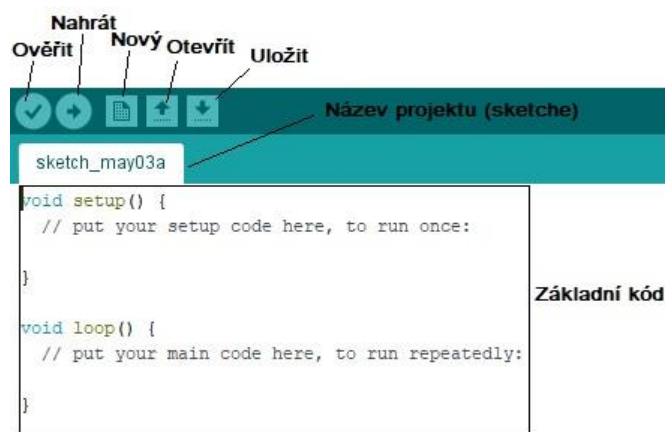 Nahrát
Ověřit
Nový
Otevřít
Uložit
Název projektu (sketche)
sketch_may03a
void setup() {
// put your setup code here, to run once:
}
void loop() {
// put your main code here, to run repeatedly:
}
Základní kód